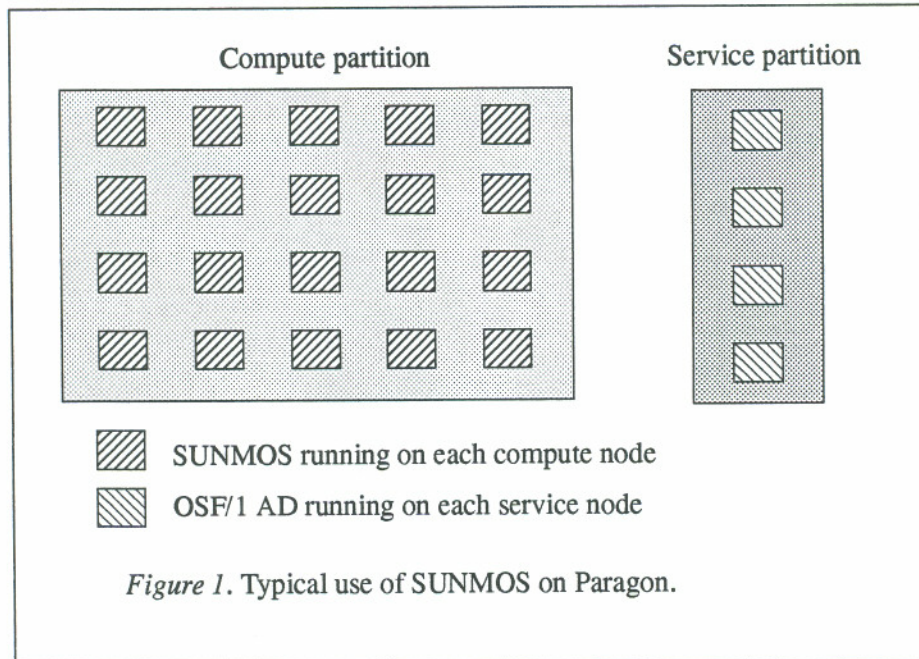 Compute partition
Service partition
SUNMOS running on each compute node
OSF/1 AD running on each service node
Figure 1. Typical use of SUNMOS on Paragon.